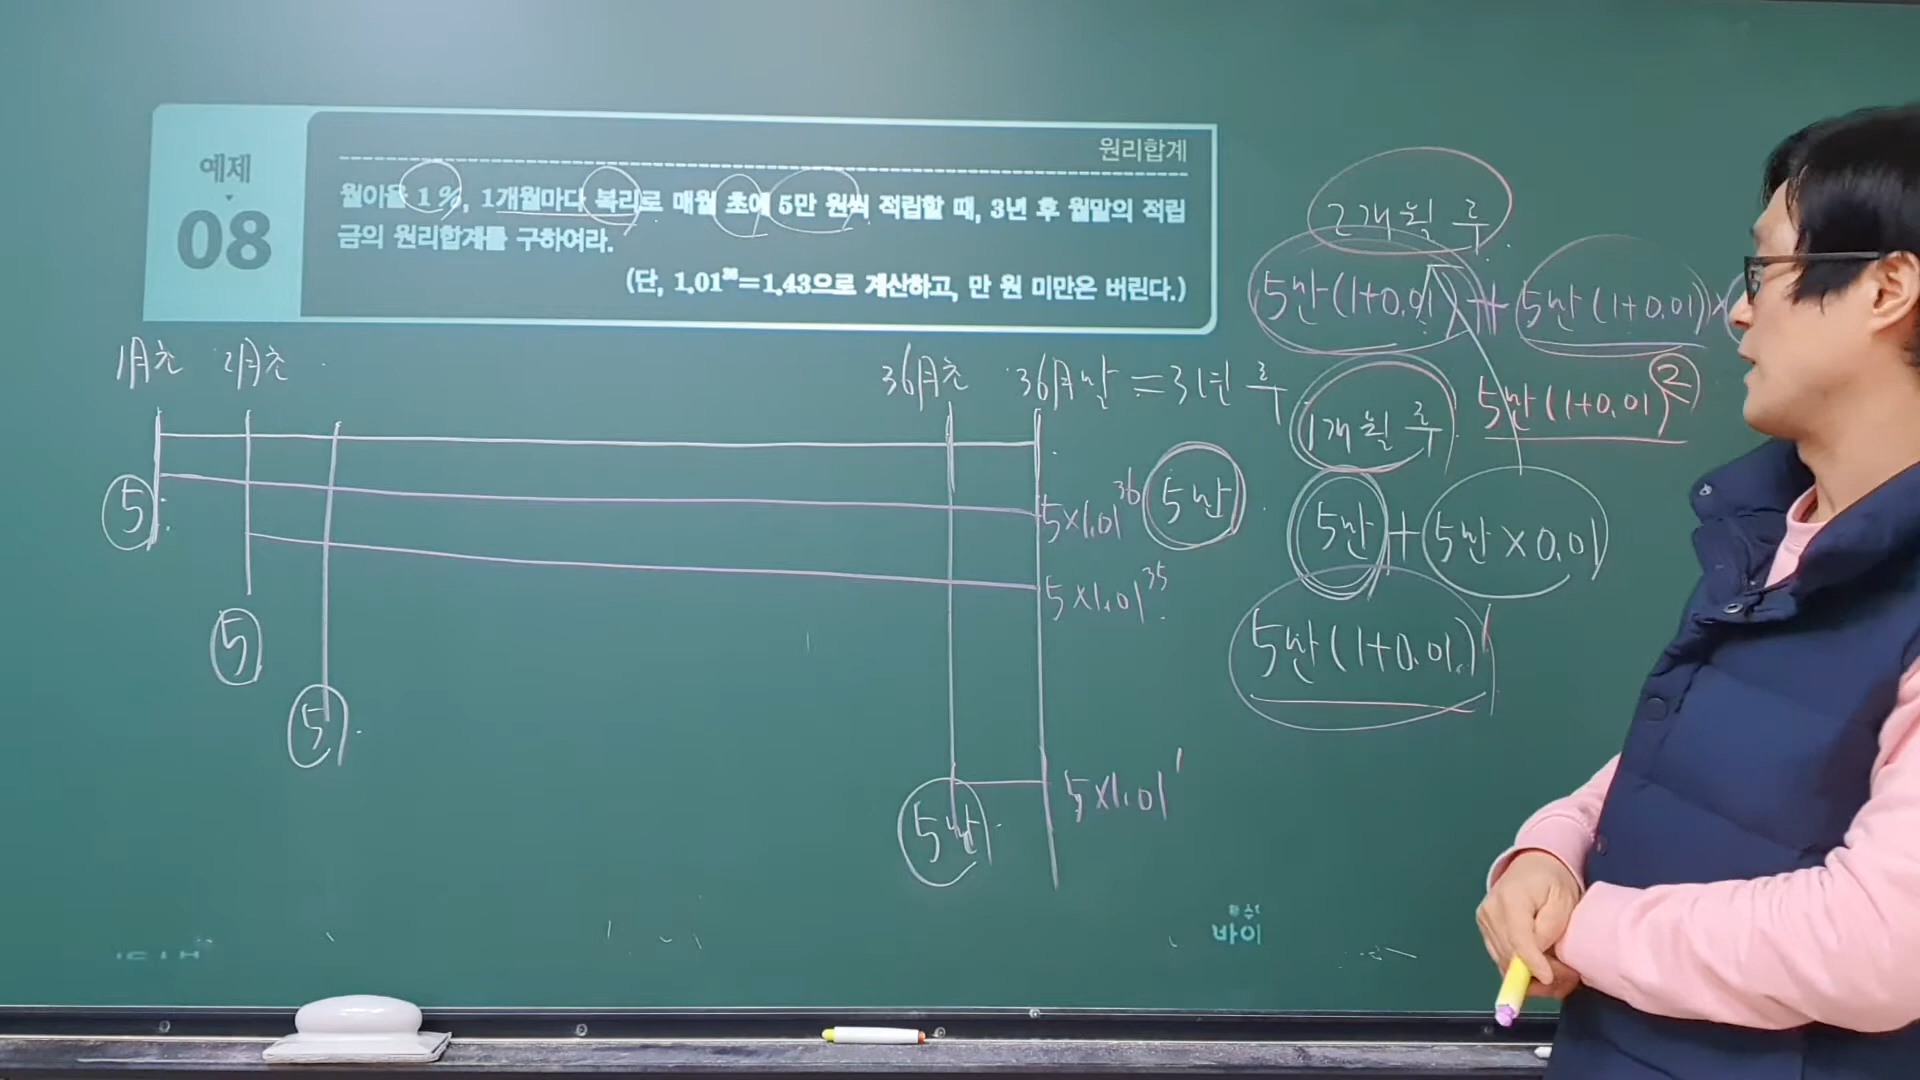 예제
08
원리합계
월이율 1%, 1개월마다 복리로 매월 초에 5만 원씩 적립할 때, 3년 후 월말의 적립
금의 원리합계를 구하여라.
(단, 1.01³⁶=1.43으로 계산하고, 만 원 미만은 버린다.)
1月초 2月초 36月초 36月말 = 3년 후
5
5
5
5만
5×1.01³⁶
5×1.01³⁵
5×1.01¹
5만
2개월 후
5만(1+0.01) + 5만(1+0.01)×
5만(1+0.01)²
1개월 후
5만 + 5만×0.01
5만(1+0.01)¹
바이